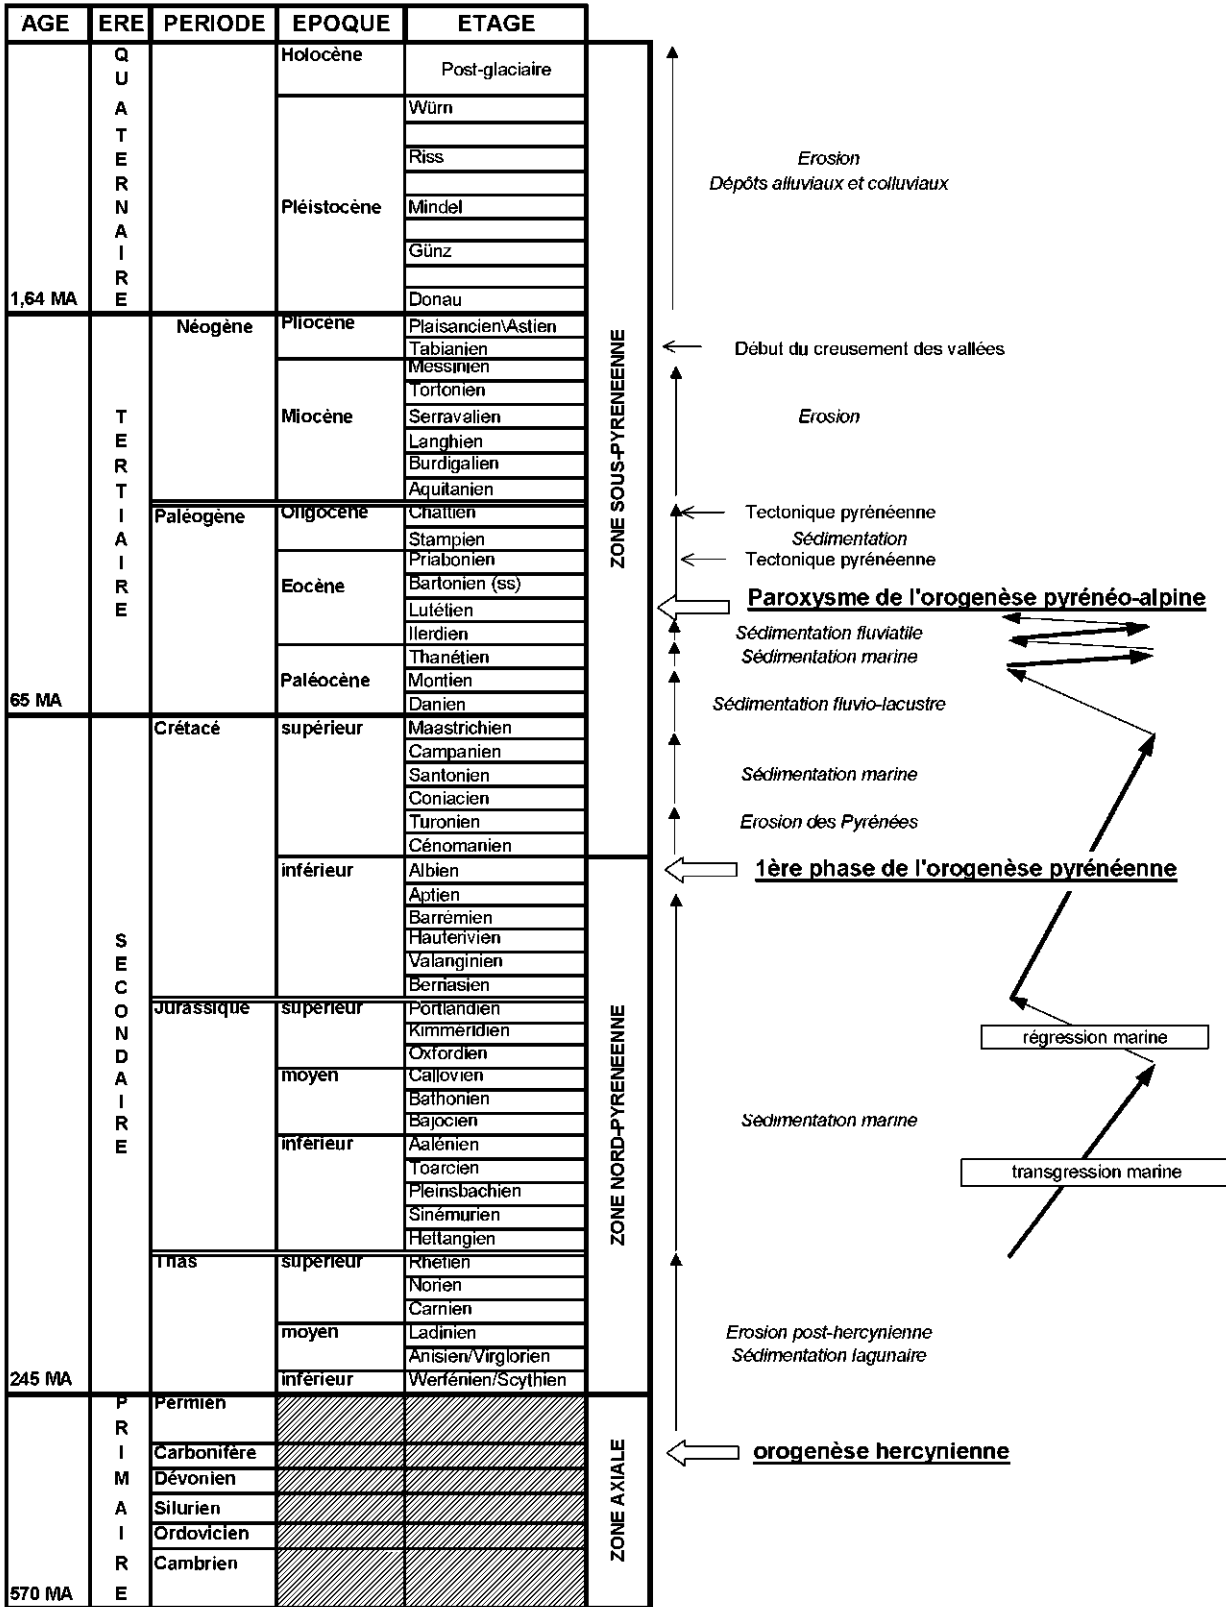 AGE ERE PERIODE EPOQUE ETAGE
QUATERNAIRE
Holocène
Post-glaciaire
Pléistocène
Würn
Riss
Mindel
Günz
Donau
1,64 MA
TERTIAIRE
Néogène
Pliocène
Plaisancien\Astien
Tabianien
Miocène
Messinien
Tortonien
Serravalien
Langhien
Burdigalien
Aquitanien
Paléogène
Oligocène
Chattien
Stampien
Eocène
Priabonien
Bartonien (ss)
Lutétien
Ilerdien
Paléocène
Thanétien
Montien
Danien
65 MA
SECONDAIRE
Crétacé
supérieur
Maastrichien
Campanien
Santonien
Coniacien
Turonien
Cénomanien
inférieur
Albien
Aptien
Barrémien
Hauterivien
Valanginien
Berriasien
Jurassique
supérieur
Portlandien
Kimméridien
Oxfordien
moyen
Callovien
Bathonien
Bajocien
inférieur
Aalénien
Toarcien
Pleinsbachien
Sinémurien
Hettangien
Trias
supérieur
Rhétien
Norien
Carnien
moyen
Ladinien
Anisien/Virglorien
inférieur
Werfénien/Scythien
245 MA
PRIMAIRE
Permien
Carbonifère
Dévonien
Silurien
Ordovicien
Cambrien
570 MA
ZONE SOUS-PYRENEENNE
ZONE NORD-PYRENEENNE
ZONE AXIALE
Erosion
Dépôts alluviaux et colluviaux
Début du creusement des vallées
Erosion
Tectonique pyrénéenne
Sédimentation
Tectonique pyrénéenne
Paroxysme de l'orogenèse pyrénéo-alpine
Sédimentation fluviatile
Sédimentation marine
Sédimentation fluvio-lacustre
Sédimentation marine
Erosion des Pyrénées
1ère phase de l'orogenèse pyrénéenne
régression marine
Sédimentation marine
transgression marine
Erosion post-hercynienne
Sédimentation lagunaire
orogenèse hercynienne